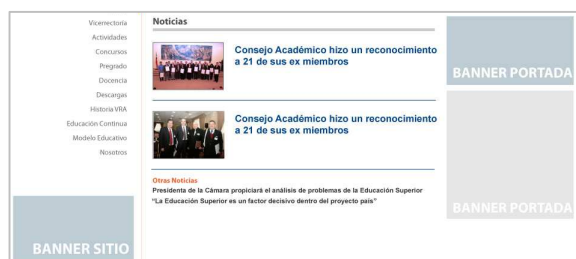 Vicerrectoría
Actividades
Concursos
Pregrado
Docencia
Descargas
Historia VRA
Educación Continua
Modelo Educativo
Nosotros
BANNER SITIO
Noticias
Consejo Académico hizo un reconocimiento
a 21 de sus ex miembros
Consejo Académico hizo un reconocimiento
a 21 de sus ex miembros
Otras Noticias
Presidenta de la Cámara propiciará el análisis de problemas de la Educación Superior
“La Educación Superior es un factor decisivo dentro del proyecto país”
BANNER PORTADA
BANNER PORTADA